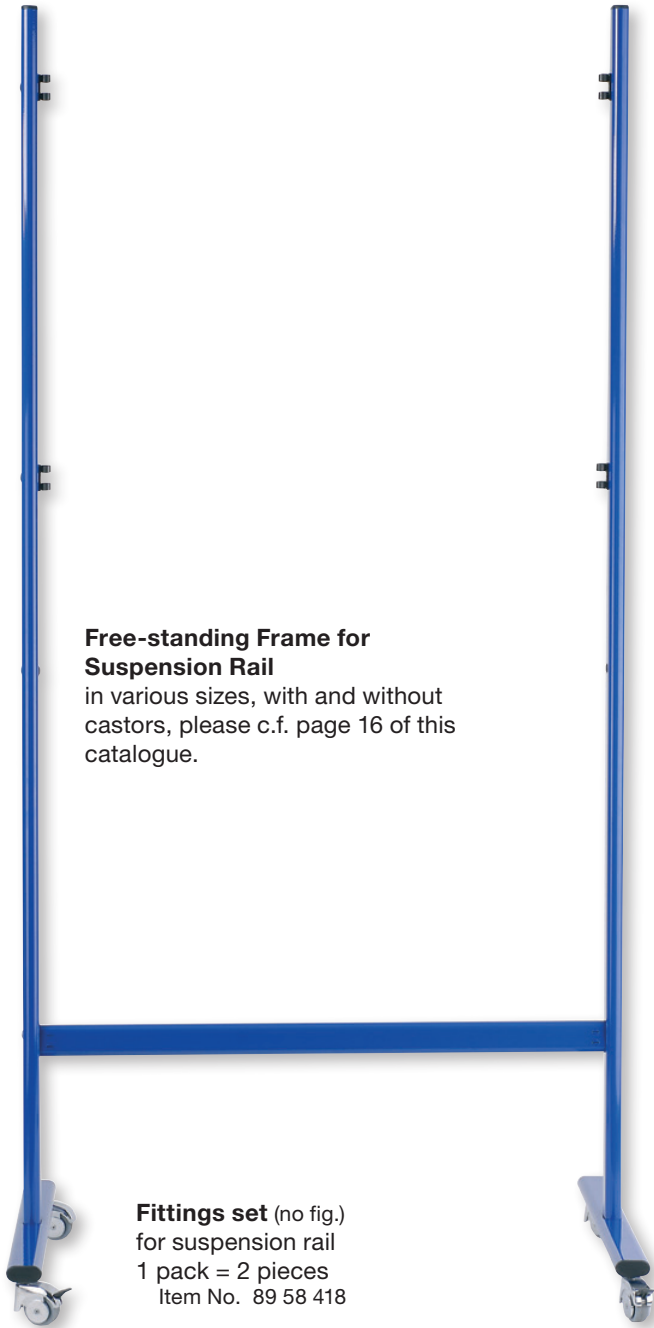 Free-standing Frame for
Suspension Rail
in various sizes, with and without
castors, please c.f. page 16 of this
catalogue.
Fittings set (no fig.)
for suspension rail
1 pack = 2 pieces
Item No. 89 58 418